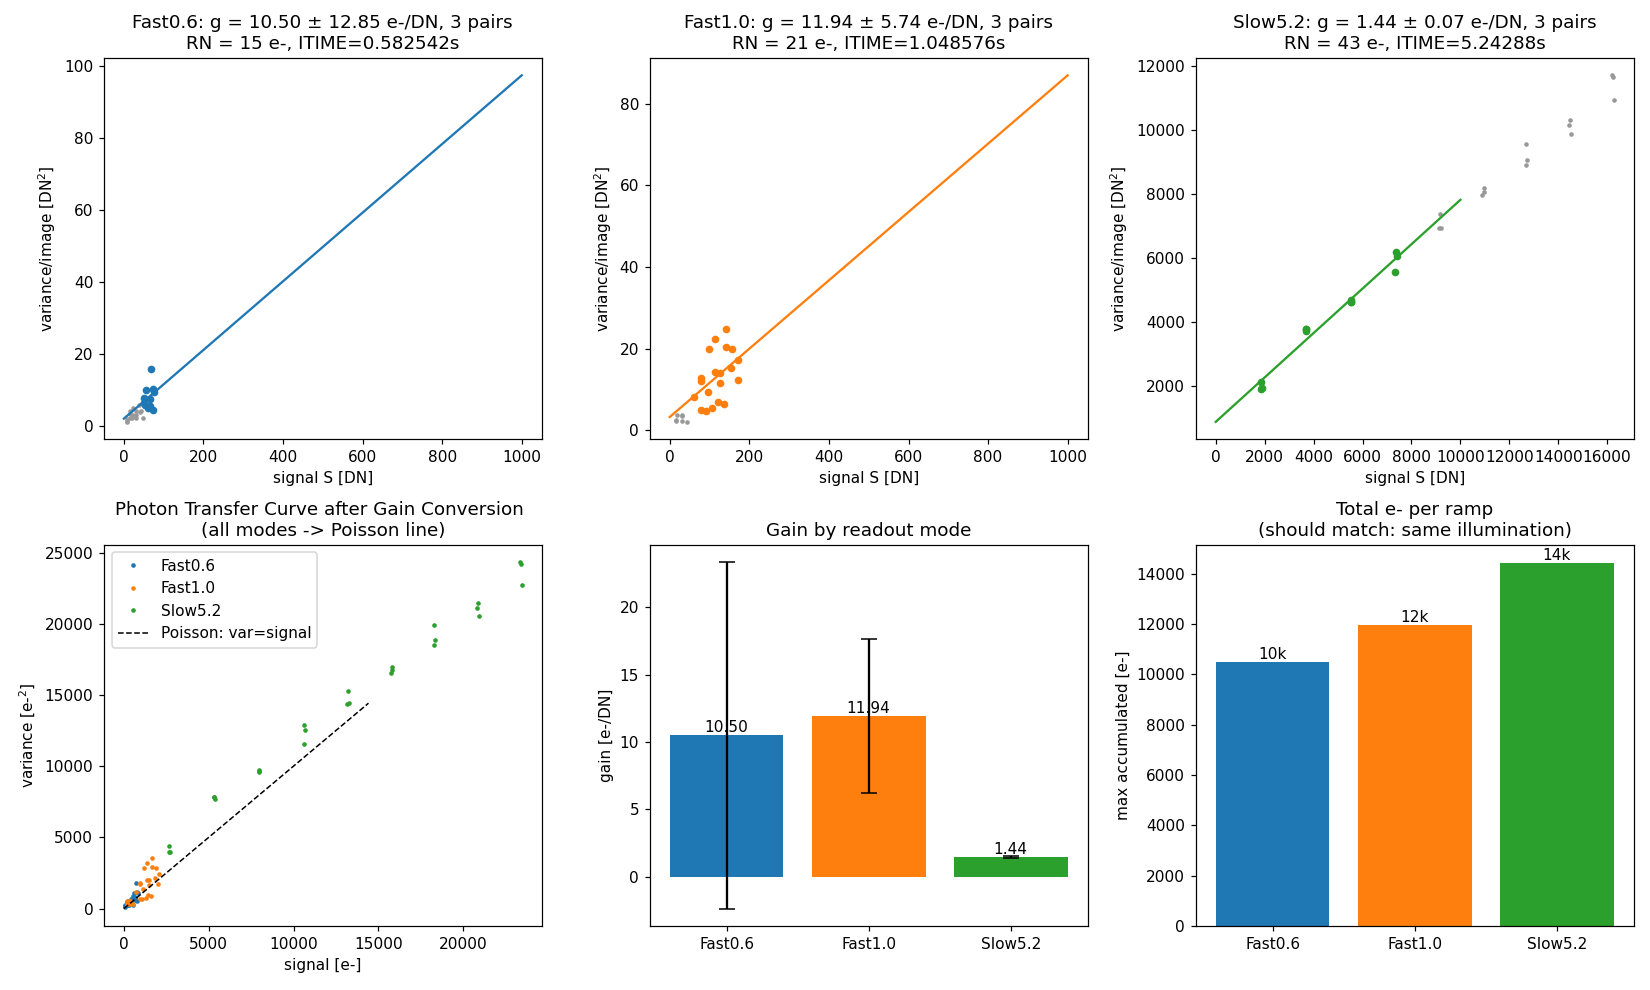 Fast0.6: g = 10.50 ± 12.85 e-/DN, 3 pairs
RN = 15 e-, ITIME=0.582542s
100
80
60
40
20
0
variance/image [DN²]
0 200 400 600 800 1000
signal S [DN]
Fast1.0: g = 11.94 ± 5.74 e-/DN, 3 pairs
RN = 21 e-, ITIME=1.048576s
80
60
40
20
0
variance/image [DN²]
0 200 400 600 800 1000
signal S [DN]
Slow5.2: g = 1.44 ± 0.07 e-/DN, 3 pairs
RN = 43 e-, ITIME=5.24288s
12000
10000
8000
6000
4000
2000
variance/image [DN²]
0 2000 4000 6000 8000 10000 12000 14000 16000
signal S [DN]
Photon Transfer Curve after Gain Conversion
(all modes -> Poisson line)
25000
20000
15000
10000
5000
0
variance [e-²]
Fast0.6
Fast1.0
Slow5.2
Poisson: var=signal
0 5000 10000 15000 20000
signal [e-]
Gain by readout mode
20
15
10
5
0
gain [e-/DN]
10.50
11.94
1.44
Fast0.6 Fast1.0 Slow5.2
Total e- per ramp
(should match: same illumination)
14000
12000
10000
8000
6000
4000
2000
0
max accumulated [e-]
10k
12k
14k
Fast0.6 Fast1.0 Slow5.2